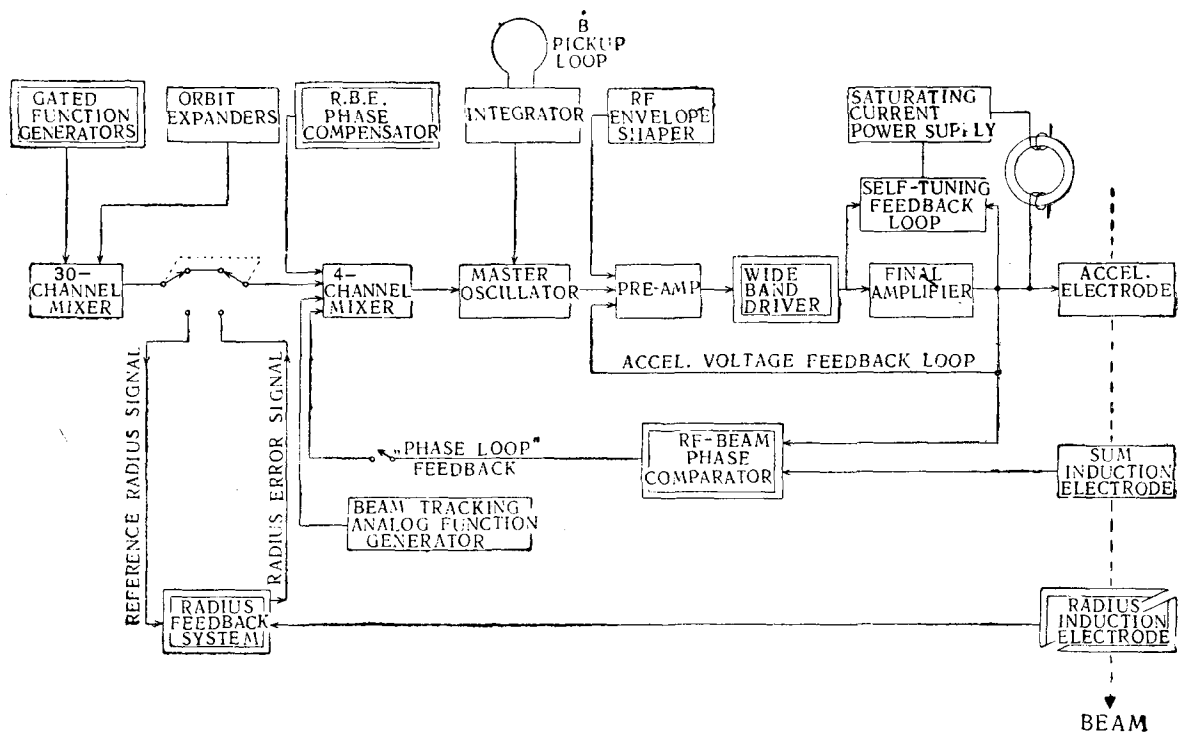 Ḃ
PICKUP
LOOP
GATED
FUNCTION
GENERATORS
ORBIT
EXPANDERS
R.B.E.
PHASE
COMPENSATOR
INTEGRATOR
RF
ENVELOPE
SHAPER
SATURATING
CURRENT
POWER SUPPLY
SELF-TUNING
FEEDBACK
LOOP
30-
CHANNEL
MIXER
4-
CHANNEL
MIXER
MASTER
OSCILLATOR
PRE-AMP
WIDE
BAND
DRIVER
FINAL
AMPLIFIER
ACCEL.
ELECTRODE
ACCEL. VOLTAGE FEEDBACK LOOP
REFERENCE RADIUS SIGNAL
RADIUS ERROR SIGNAL
„PHASE LOOP"
FEEDBACK
RF-BEAM
PHASE
COMPARATOR
SUM
INDUCTION
ELECTRODE
BEAM TRACKING
ANALOG FUNCTION
GENERATOR
RADIUS
FEEDBACK
SYSTEM
RADIUS
INDUCTION
ELECTRODE
BEAM